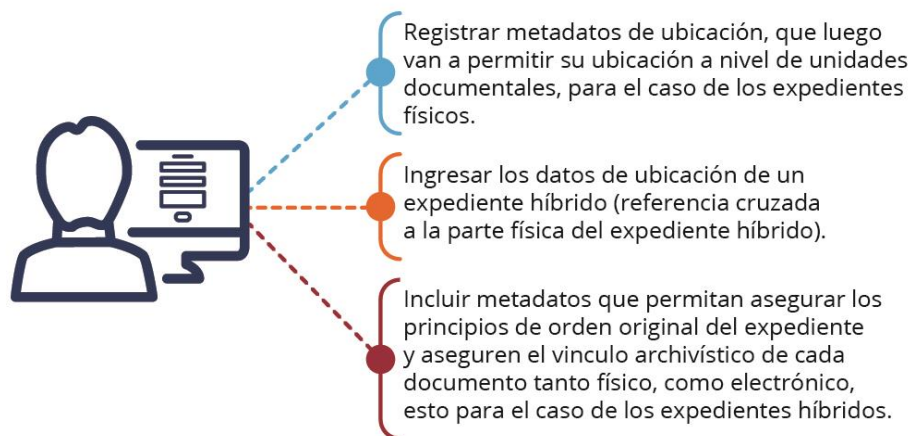 Registrar metadatos de ubicación, que luego
van a permitir su ubicación a nivel de unidades
documentales, para el caso de los expedientes
físicos.
Ingresar los datos de ubicación de un
expediente híbrido (referencia cruzada
a la parte física del expediente híbrido).
Incluir metadatos que permitan asegurar los
principios de orden original del expediente
y aseguren el vinculo archivístico de cada
documento tanto físico, como electrónico,
esto para el caso de los expedientes híbridos.